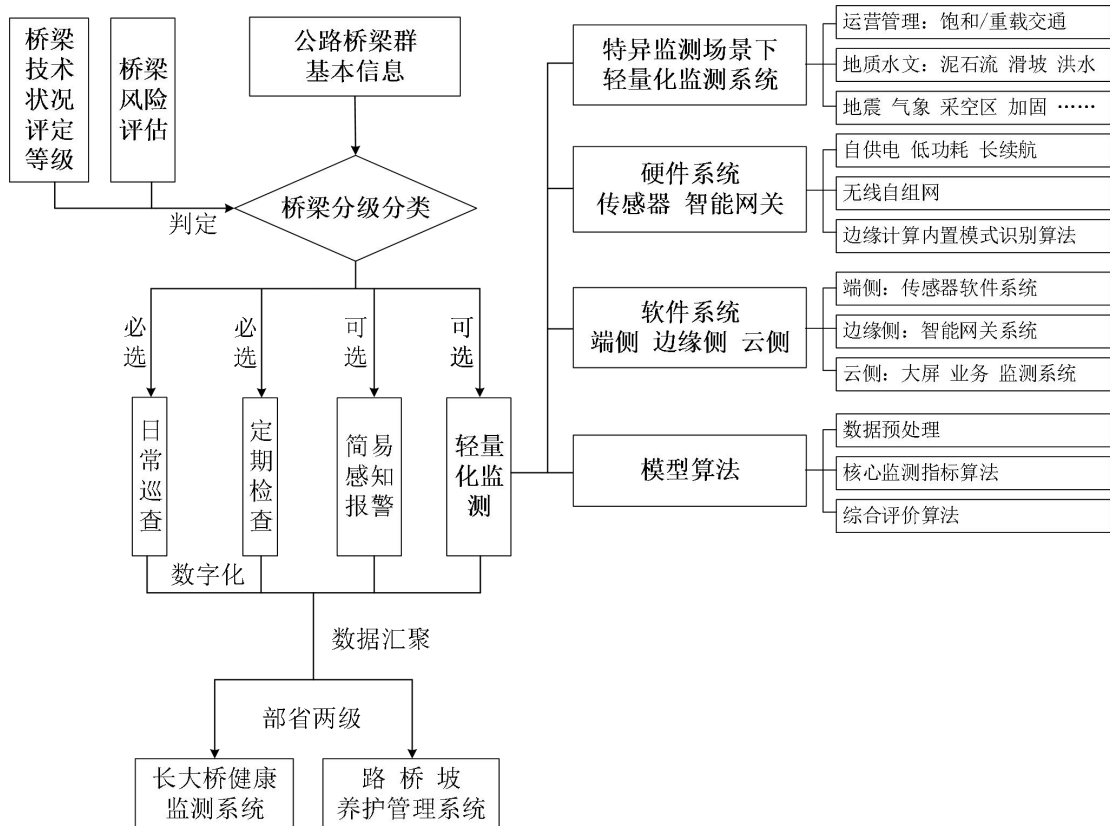 桥梁
技术
状况
评定
等级
桥梁
风险
评估
公路桥梁群
基本信息
判定
桥梁分级分类
必选
必选
可选
可选
日常巡查
定期检查
简易
感知
报警
轻量
化监
测
数字化
数据汇聚
部省两级
长大桥健康
监测系统
路 桥 坡
养护管理系统
特异监测场景下
轻量化监测系统
运营管理：饱和/重载交通
地质水文：泥石流 滑坡 洪水
地震 气象 采空区 加固 ……
硬件系统
传感器 智能网关
自供电 低功耗 长续航
无线自组网
边缘计算内置模式识别算法
软件系统
端侧 边缘侧 云侧
端侧：传感器软件系统
边缘侧：智能网关系统
云侧：大屏 业务 监测系统
模型算法
数据预处理
核心监测指标算法
综合评价算法